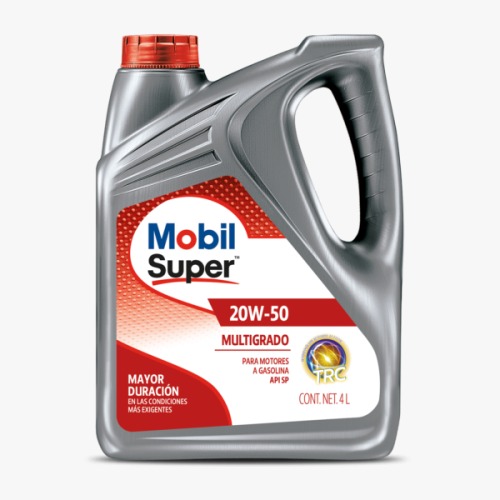 Mobil
Super™
20W-50
MULTIGRADO
PARA MOTORES
A GASOLINA
API SP
TRC
CONT. NET. 4 L
MAYOR
DURACIÓN
EN LAS CONDICIONES
MÁS EXIGENTES